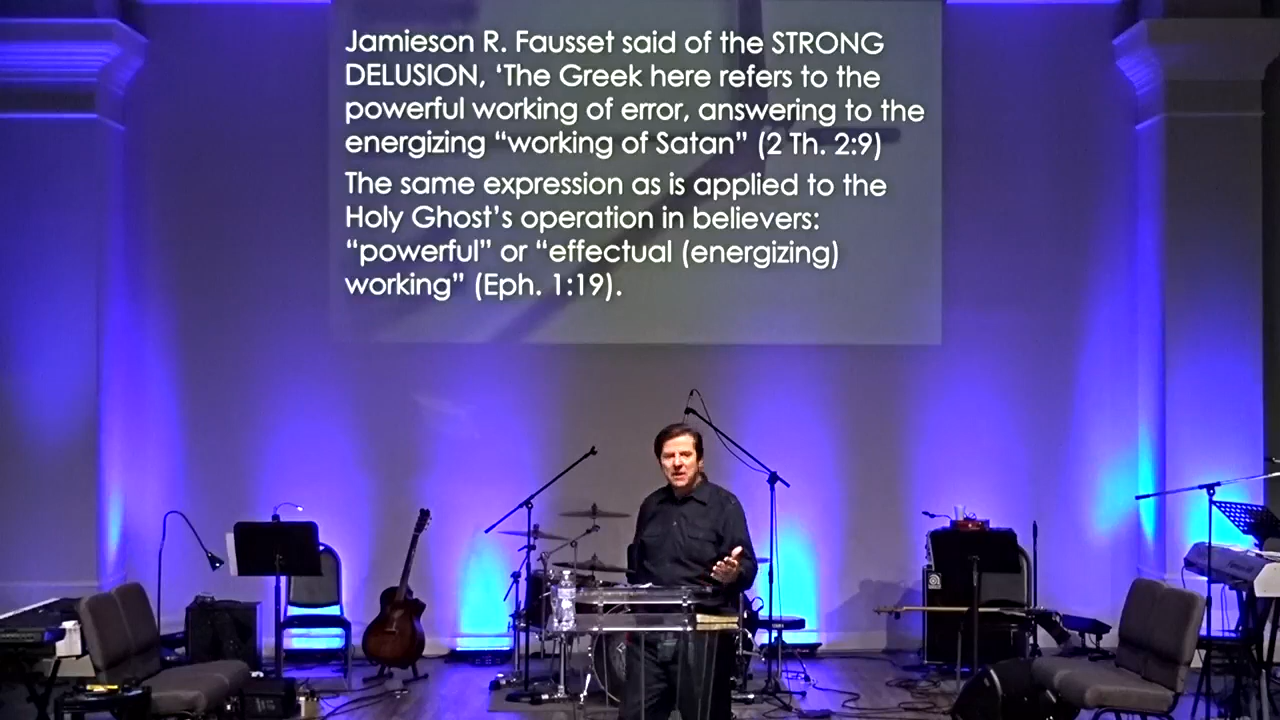 Jamieson R. Fausset said of the STRONG
DELUSION, ‘The Greek here refers to the
powerful working of error, answering to the
energizing “working of Satan” (2 Th. 2:9)
The same expression as is applied to the
Holy Ghost’s operation in believers:
“powerful” or “effectual (energizing)
working” (Eph. 1:19).